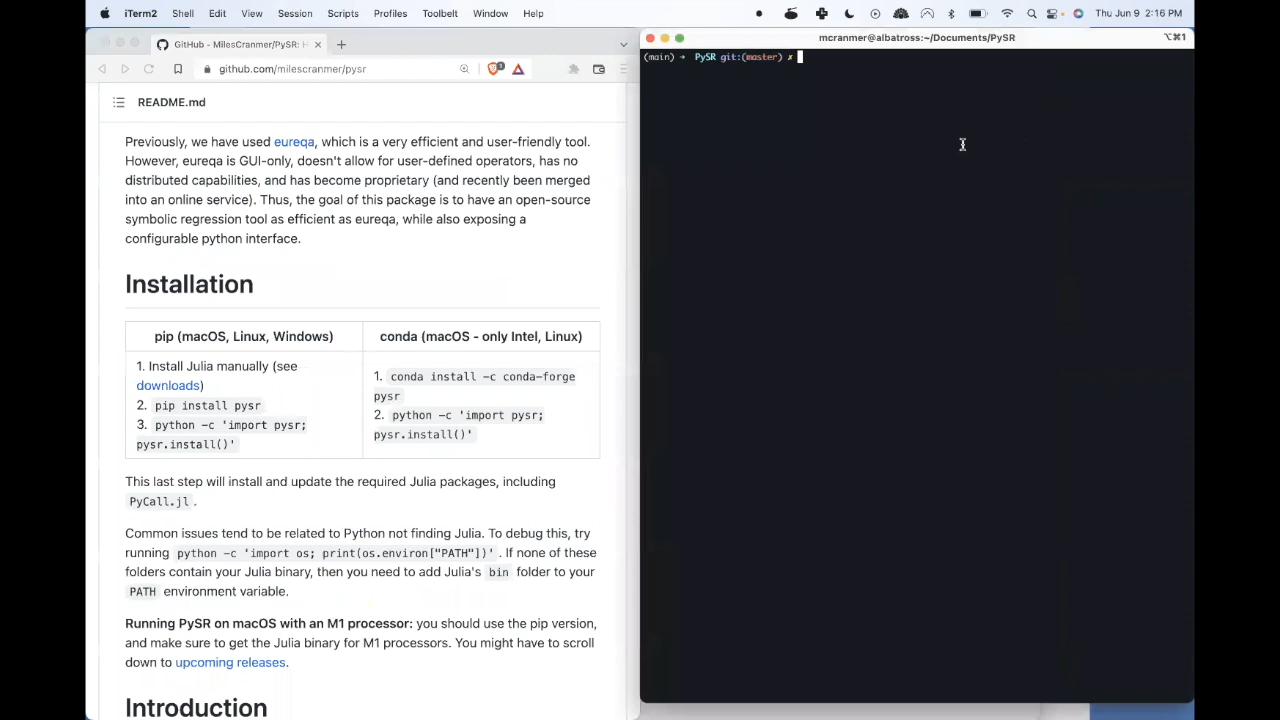 iTerm2 Shell Edit View Session Scripts Profiles Toolbelt Window Help Thu Jun 9 2:16 PM
GitHub - MilesCranmer/PySR: H
github.com/milescranmer/pysr
README.md
Previously, we have used eureqa, which is a very efficient and user-friendly tool.
However, eureqa is GUI-only, doesn't allow for user-defined operators, has no
distributed capabilities, and has become proprietary (and recently been merged
into an online service). Thus, the goal of this package is to have an open-source
symbolic regression tool as efficient as eureqa, while also exposing a
configurable python interface.
Installation
pip (macOS, Linux, Windows)
1. Install Julia manually (see
downloads)
2. pip install pysr
3. python -c 'import pysr;
pysr.install()'
conda (macOS - only Intel, Linux)
1. conda install -c conda-forge
pysr
2. python -c 'import pysr;
pysr.install()'
This last step will install and update the required Julia packages, including
PyCall.jl.
Common issues tend to be related to Python not finding Julia. To debug this, try
running python -c 'import os; print(os.environ["PATH"])'. If none of these
folders contain your Julia binary, then you need to add Julia's bin folder to your
PATH environment variable.
Running PySR on macOS with an M1 processor: you should use the pip version,
and make sure to get the Julia binary for M1 processors. You might have to scroll
down to upcoming releases.
Introduction
mcranmer@albatross:~/Documents/PySR ⌥⌘1
(main) → PySR git:(master) ✗